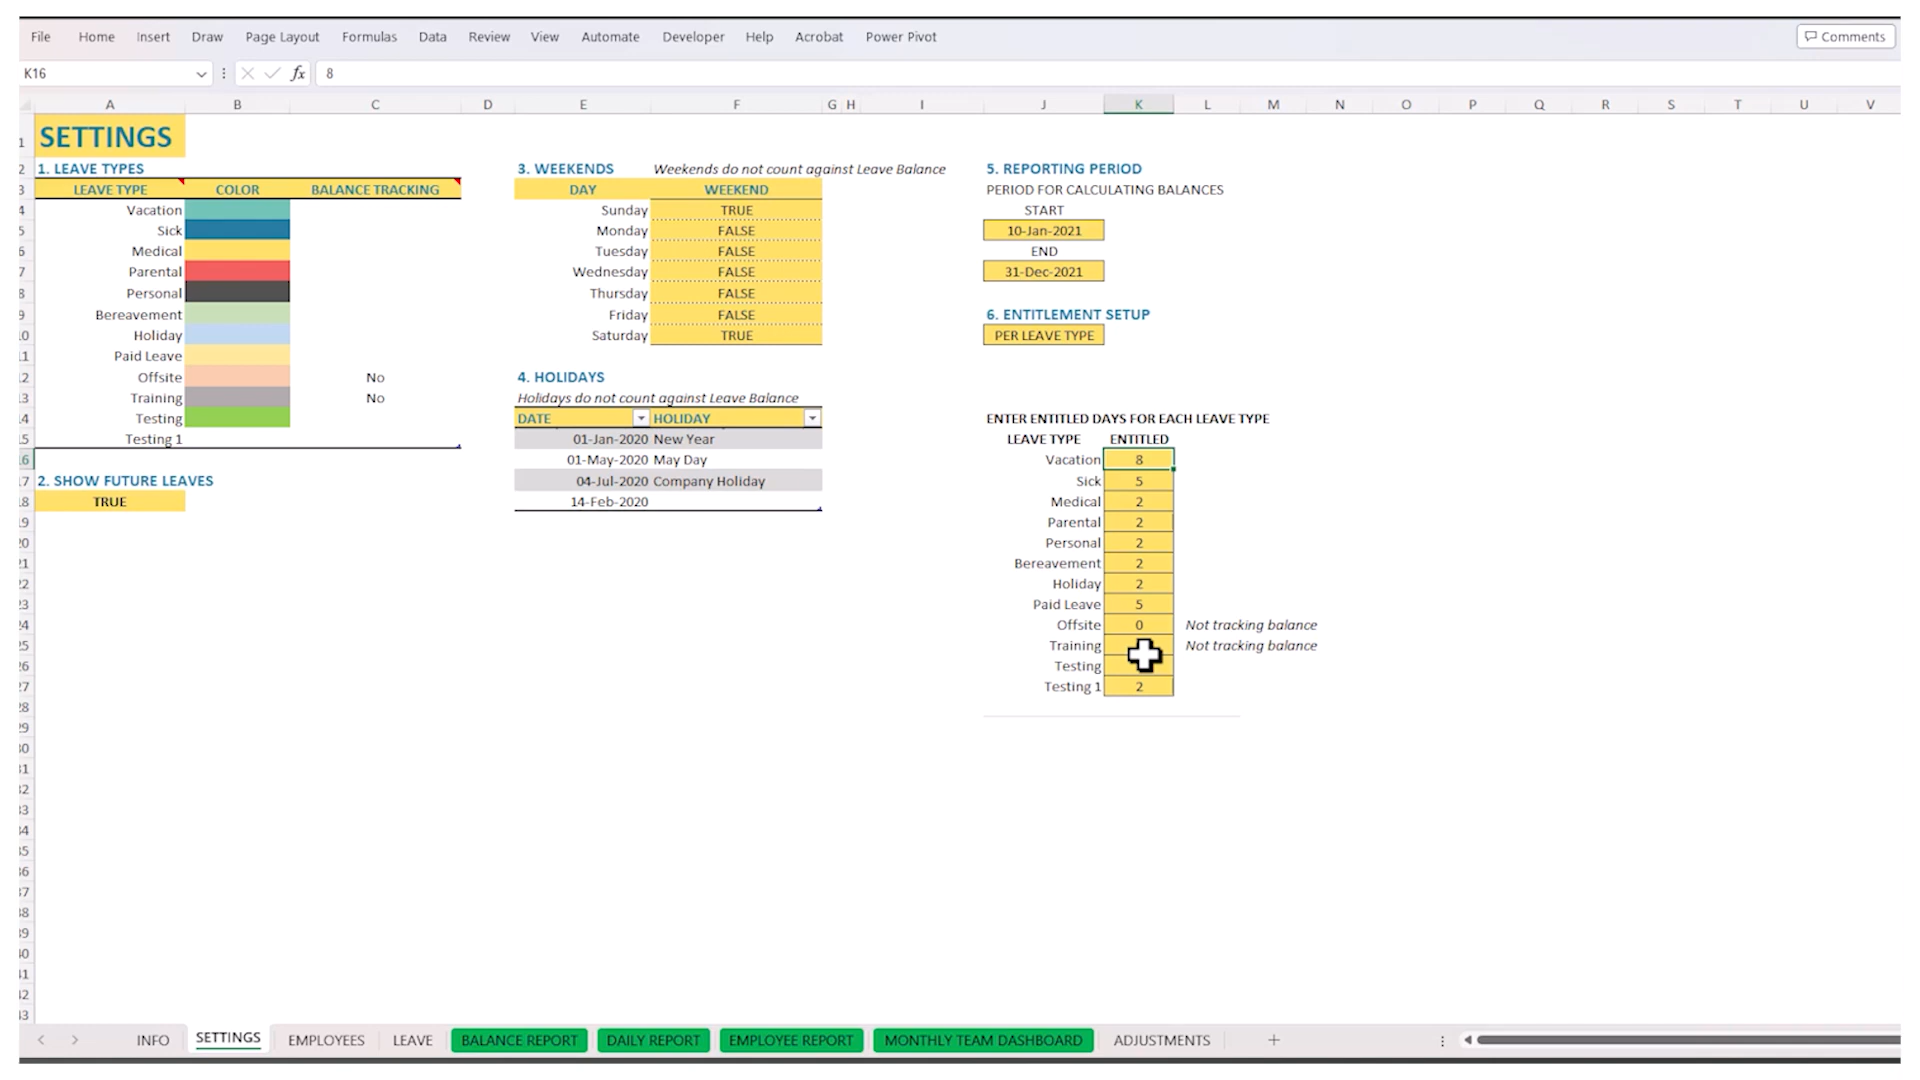 File Home Insert Draw Page Layout Formulas Data Review View Automate Developer Help Acrobat Power Pivot Comments
K16 fx 8
A B C D E F G H I J K L M N O P Q R S T U V
SETTINGS
1. LEAVE TYPES
LEAVE TYPE COLOR BALANCE TRACKING
Vacation
Sick
Medical
Parental
Personal
Bereavement
Holiday
Paid Leave
Offsite No
Training No
Testing
Testing 1
2. SHOW FUTURE LEAVES
TRUE
3. WEEKENDS Weekends do not count against Leave Balance
DAY WEEKEND
Sunday TRUE
Monday FALSE
Tuesday FALSE
Wednesday FALSE
Thursday FALSE
Friday FALSE
Saturday TRUE
4. HOLIDAYS
Holidays do not count against Leave Balance
DATE HOLIDAY
01-Jan-2020 New Year
01-May-2020 May Day
04-Jul-2020 Company Holiday
14-Feb-2020
5. REPORTING PERIOD
PERIOD FOR CALCULATING BALANCES
START
10-Jan-2021
END
31-Dec-2021
6. ENTITLEMENT SETUP
PER LEAVE TYPE
ENTER ENTITLED DAYS FOR EACH LEAVE TYPE
LEAVE TYPE ENTITLED
Vacation 8
Sick 5
Medical 2
Parental 2
Personal 2
Bereavement 2
Holiday 2
Paid Leave 5
Offsite 0 Not tracking balance
Training Not tracking balance
Testing
Testing 1 2
INFO SETTINGS EMPLOYEES LEAVE BALANCE REPORT DAILY REPORT EMPLOYEE REPORT MONTHLY TEAM DASHBOARD ADJUSTMENTS